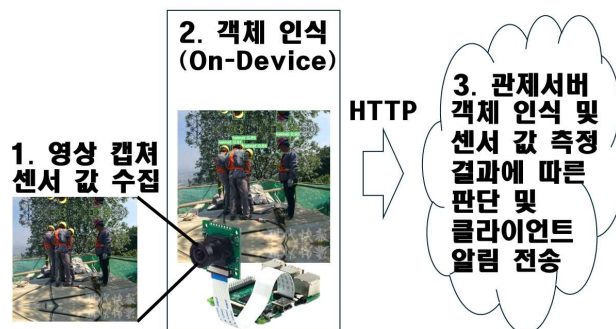 1. 영상 캡쳐
센서 값 수집
2. 객체 인식
(On-Device)
HTTP
3. 관제서버
객체 인식 및
센서 값 측정
결과에 따른
판단 및
클라이언트
알림 전송